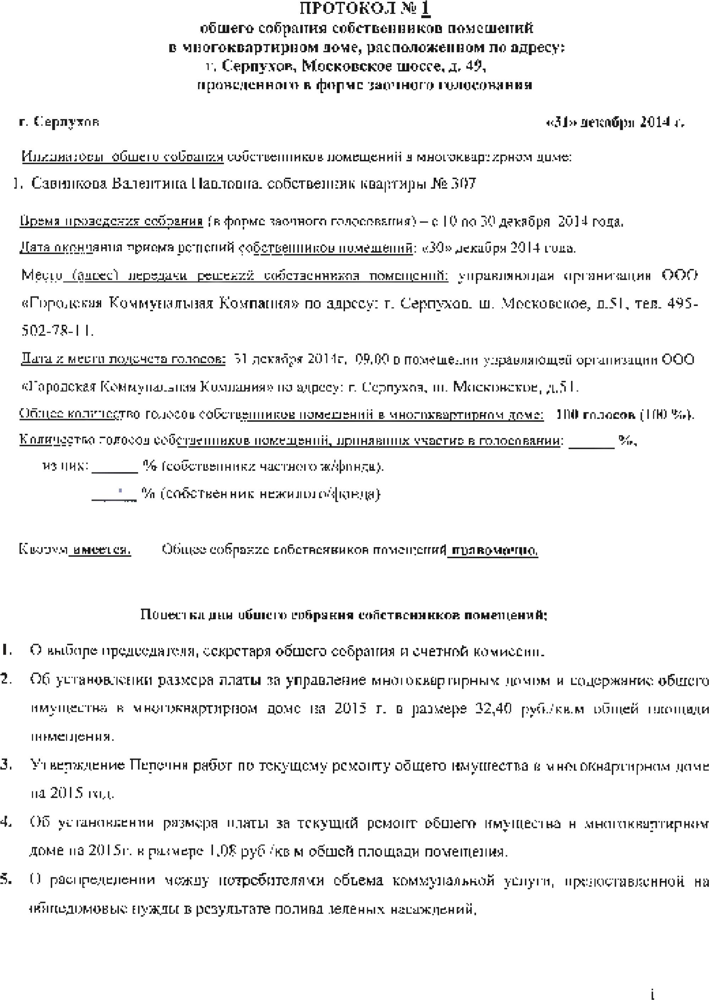 ПРОТОКОЛ № 1
общего собрания собственников помещений
в многоквартирном доме, расположенном по адресу:
г. Серпухов, Московское шоссе, д. 49,
проведенного в форме заочного голосования
г. Серпухов «31» декабря 2014 г.
Инициаторы общего собрания собственников помещений в многоквартирном доме:
1. Савинкова Валентина Павловна, собственник квартиры № 307
Время проведения собрания (в форме заочного голосования) – с 10 по 30 декабря 2014 года.
Дата окончания приема решений собственников помещений: «30» декабря 2014 года.
Место (адрес) передачи решений собственников помещений: управляющая организация ООО
«Городская Коммунальная Компания» по адресу: г. Серпухов, ш. Московское, д.51, тел. 495-
502-78-11.
Дата и место подсчета голосов: 31 декабря 2014г. 09.00 в помещении управляющей организации ООО
«Городская Коммунальная Компания» по адресу: г. Серпухов, ш. Московское, д.51.
Общее количество голосов собственников помещений в многоквартирном доме: 100 голосов (100 %).
Количество голосов собственников помещений, принявших участие в голосовании: ______ %,
из них: ______ % (собственники частного ж/фонда).
______ % (собственник нежилого/фонда)
Кворум имеется. Общее собрание собственников помещений правомочно.
Повестка дня общего собрания собственников помещений:
1. О выборе председателя, секретаря общего собрания и счетной комиссии.
2. Об установлении размера платы за управление многоквартирным домом и содержание общего
имущества в многоквартирном доме на 2015 г. в размере 32,40 руб./кв.м общей площади
помещения.
3. Утверждение Перечня работ по текущему ремонту общего имущества в многоквартирном доме
на 2015 год.
4. Об установлении размера платы за текущий ремонт общего имущества в многоквартирном
доме на 2015г. в размере 1,08 руб./кв.м общей площади помещения.
5. О распределении между потребителями объема коммунальной услуги, предоставленной на
общедомовые нужды в результате полива зеленых насаждений.